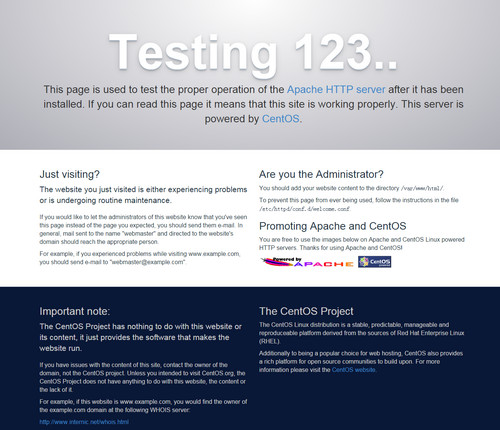 Testing 123..
This page is used to test the proper operation of the Apache HTTP server after it has been
installed. If you can read this page it means that this site is working properly. This server is
powered by CentOS.
Just visiting?
The website you just visited is either experiencing problems
or is undergoing routine maintenance.
If you would like to let the administrators of this website know that you've seen
this page instead of the page you expected, you should send them e-mail. In
general, mail sent to the name "webmaster" and directed to the website's
domain should reach the appropriate person.
For example, if you experienced problems while visiting www.example.com,
you should send e-mail to "webmaster@example.com"
Are you the Administrator?
You should add your website content to the directory /var/www/html/.
To prevent this page from ever being used, follow the instructions in the file
/etc/httpd/conf.d/welcome.conf
Promoting Apache and CentOS
You are free to use the images below on Apache and CentOS Linux powered
HTTP servers. Thanks for using Apache and CentOS!
Powered by
APACHE
CentOS
Important note:
The CentOS Project has nothing to do with this website or
its content, it just provides the software that makes the
website run.
If you have issues with the content of this site, contact the owner of the
domain, not the CentOS project. Unless you intended to visit CentOS.org, the
CentOS Project does not have anything to do with this website, the content or
the lack of it.
For example, if this website is www.example.com, you would find the owner of
the example.com domain at the following WHOIS server:
http://www.internic.net/whois.html
The CentOS Project
The CentOS Linux distribution is a stable, predictable, manageable and
reproduceable platform derived from the sources of Red Hat Enterprise Linux
(RHEL).
Additionally to being a popular choice for web hosting, CentOS also provides
a rich platform for open source communities to build upon. For more
information please visit the CentOS website.